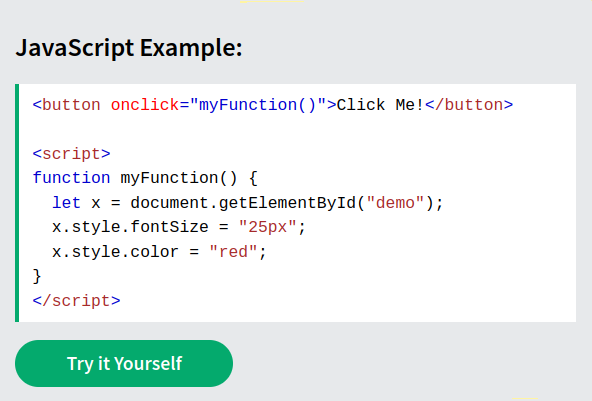 JavaScript Example:
<button onclick="myFunction()">Click Me!</button>
<script>
function myFunction() {
  let x = document.getElementById("demo");
  x.style.fontSize = "25px";
  x.style.color = "red";
}
</script>
Try it Yourself